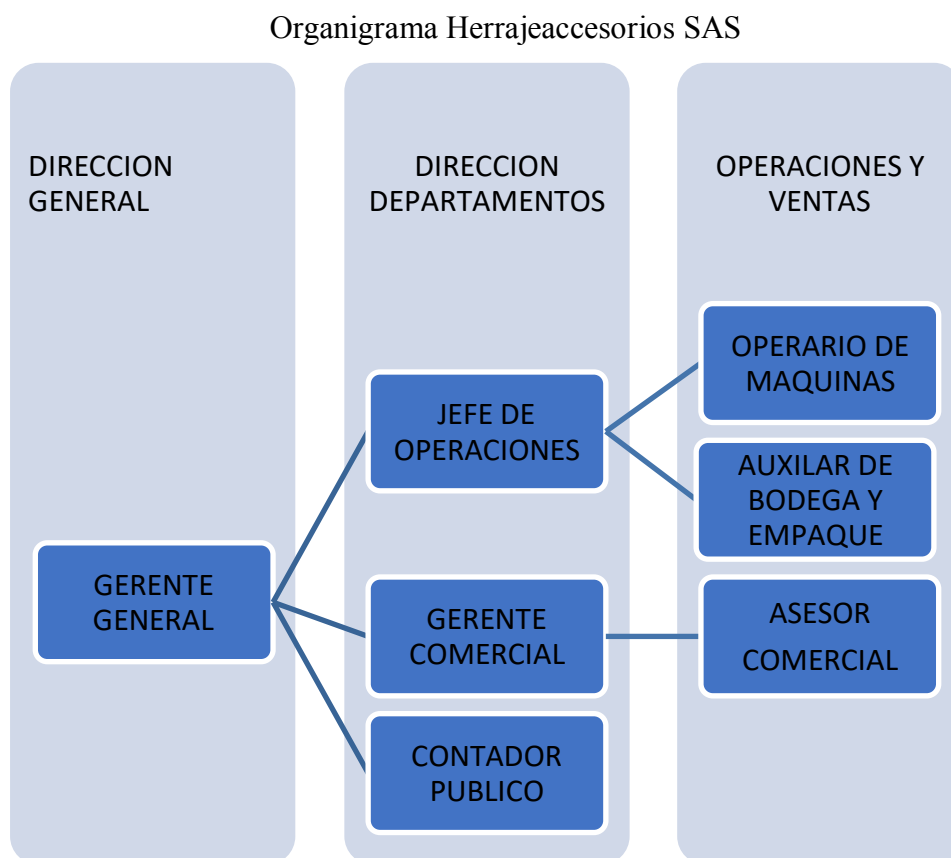 Organigrama Herrajeaccesorios SAS
DIRECCION
GENERAL
DIRECCION
DEPARTAMENTOS
OPERACIONES Y
VENTAS
GERENTE
GENERAL
JEFE DE
OPERACIONES
OPERARIO DE
MAQUINAS
AUXILAR DE
BODEGA Y
EMPAQUE
GERENTE
COMERCIAL
ASESOR
COMERCIAL
CONTADOR
PUBLICO